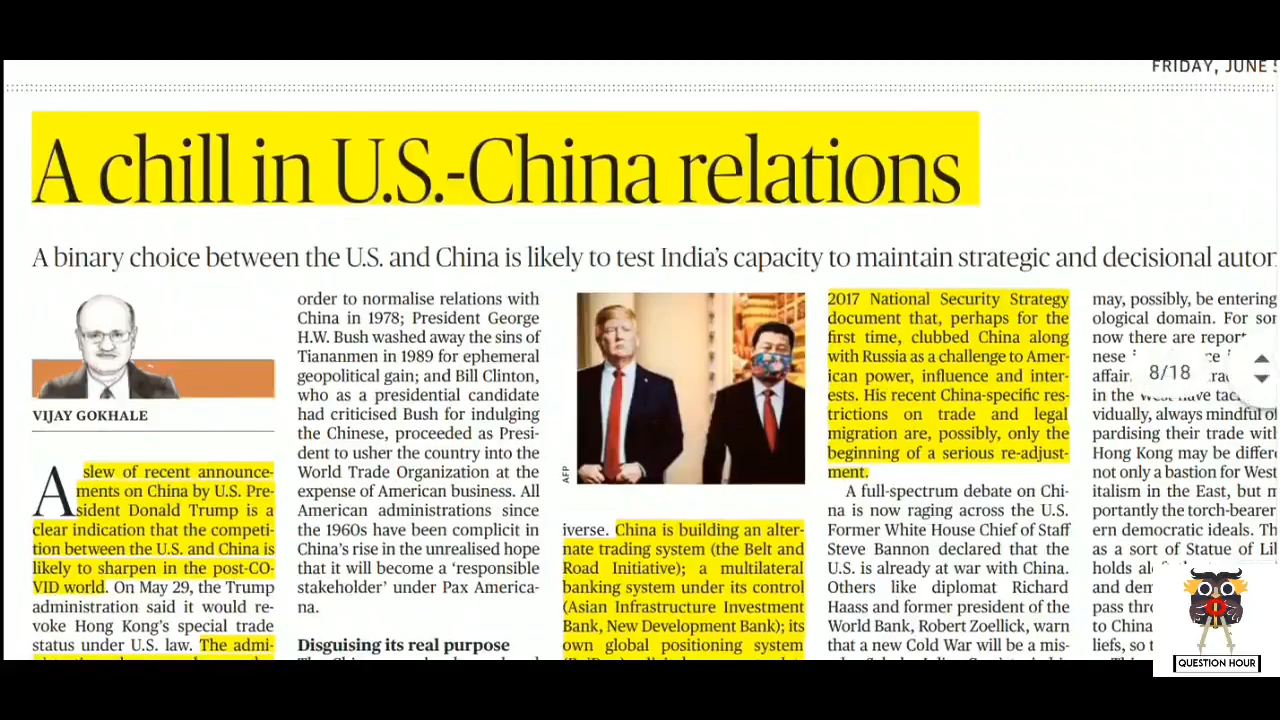 FRIDAY, JUNE
A chill in U.S.-China relations
A binary choice between the U.S. and China is likely to test India's capacity to maintain strategic and decisional
VIJAY GOKHALE
A slew of recent announce-
ments on China by U.S. Pre-
sident Donald Trump is a
clear indication that the competi-
tion between the U.S. and China is
likely to sharpen in the post-CO-
VID world. On May 29, the Trump
administration said it would re-
voke Hong Kong's special trade
status under U.S. law. The admi-
order to normalise relations with
China in 1978; President George
H.W. Bush washed away the sins of
Tiananmen in 1989 for ephemeral
geopolitical gain; and Bill Clinton,
who as a presidential candidate
had criticised Bush for indulging
the Chinese, proceeded as Presi-
dent to usher the country into the
World Trade Organization at the
expense of American business. All
American administrations since
the 1960s have been complicit in
China's rise in the unrealised hope
that it will become a 'responsible
stakeholder' under Pax America-
na.
Disguising its real purpose
AFP
iverse. China is building an alter-
nate trading system (the Belt and
Road Initiative); a multilateral
banking system under its control
(Asian Infrastructure Investment
Bank, New Development Bank); its
own global positioning system
2017 National Security Strategy
document that, perhaps for the
first time, clubbed China along
with Russia as a challenge to Amer-
ican power, influence and inter-
ests. His recent China-specific res-
trictions on trade and legal
migration are, possibly, only the
beginning of a serious re-adjust-
ment.
A full-spectrum debate on Chi-
na is now raging across the U.S.
Former White House Chief of Staff
Steve Bannon declared that the
U.S. is already at war with China.
Others like diplomat Richard
Haass and former president of the
World Bank, Robert Zoellick, warn
that a new Cold War will be a mis-
may, possibly, be entering
ological domain. For
now there are
nese
affair
in the
vidually, always mindful
pardising their trade
Hong Kong may be
not only a bastion for
italism in the East, but
portantly the torch-bearer
ern democratic ideals.
as a sort of Statue of
holds
and
pass
to China
liefs, so
8/18
QUESTION HOUR